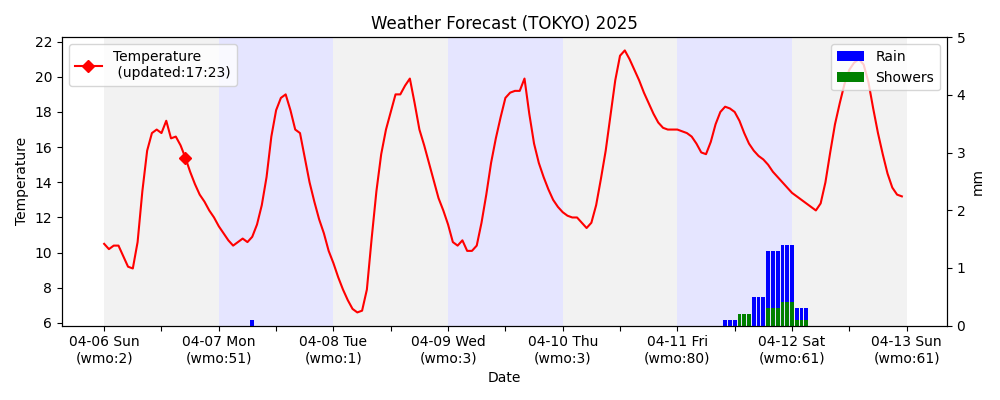 Weather Forecast (TOKYO) 2025
Temperature
(updated:17:23)
Rain
Showers
22
20
18
16
14
12
10
8
6
Temperature
5
4
3
2
1
0
mm
04-06 Sun
(wmo:2)
04-07 Mon
(wmo:51)
04-08 Tue
(wmo:1)
04-09 Wed
(wmo:3)
04-10 Thu
(wmo:3)
04-11 Fri
(wmo:80)
04-12 Sat
(wmo:61)
04-13 Sun
(wmo:61)
Date